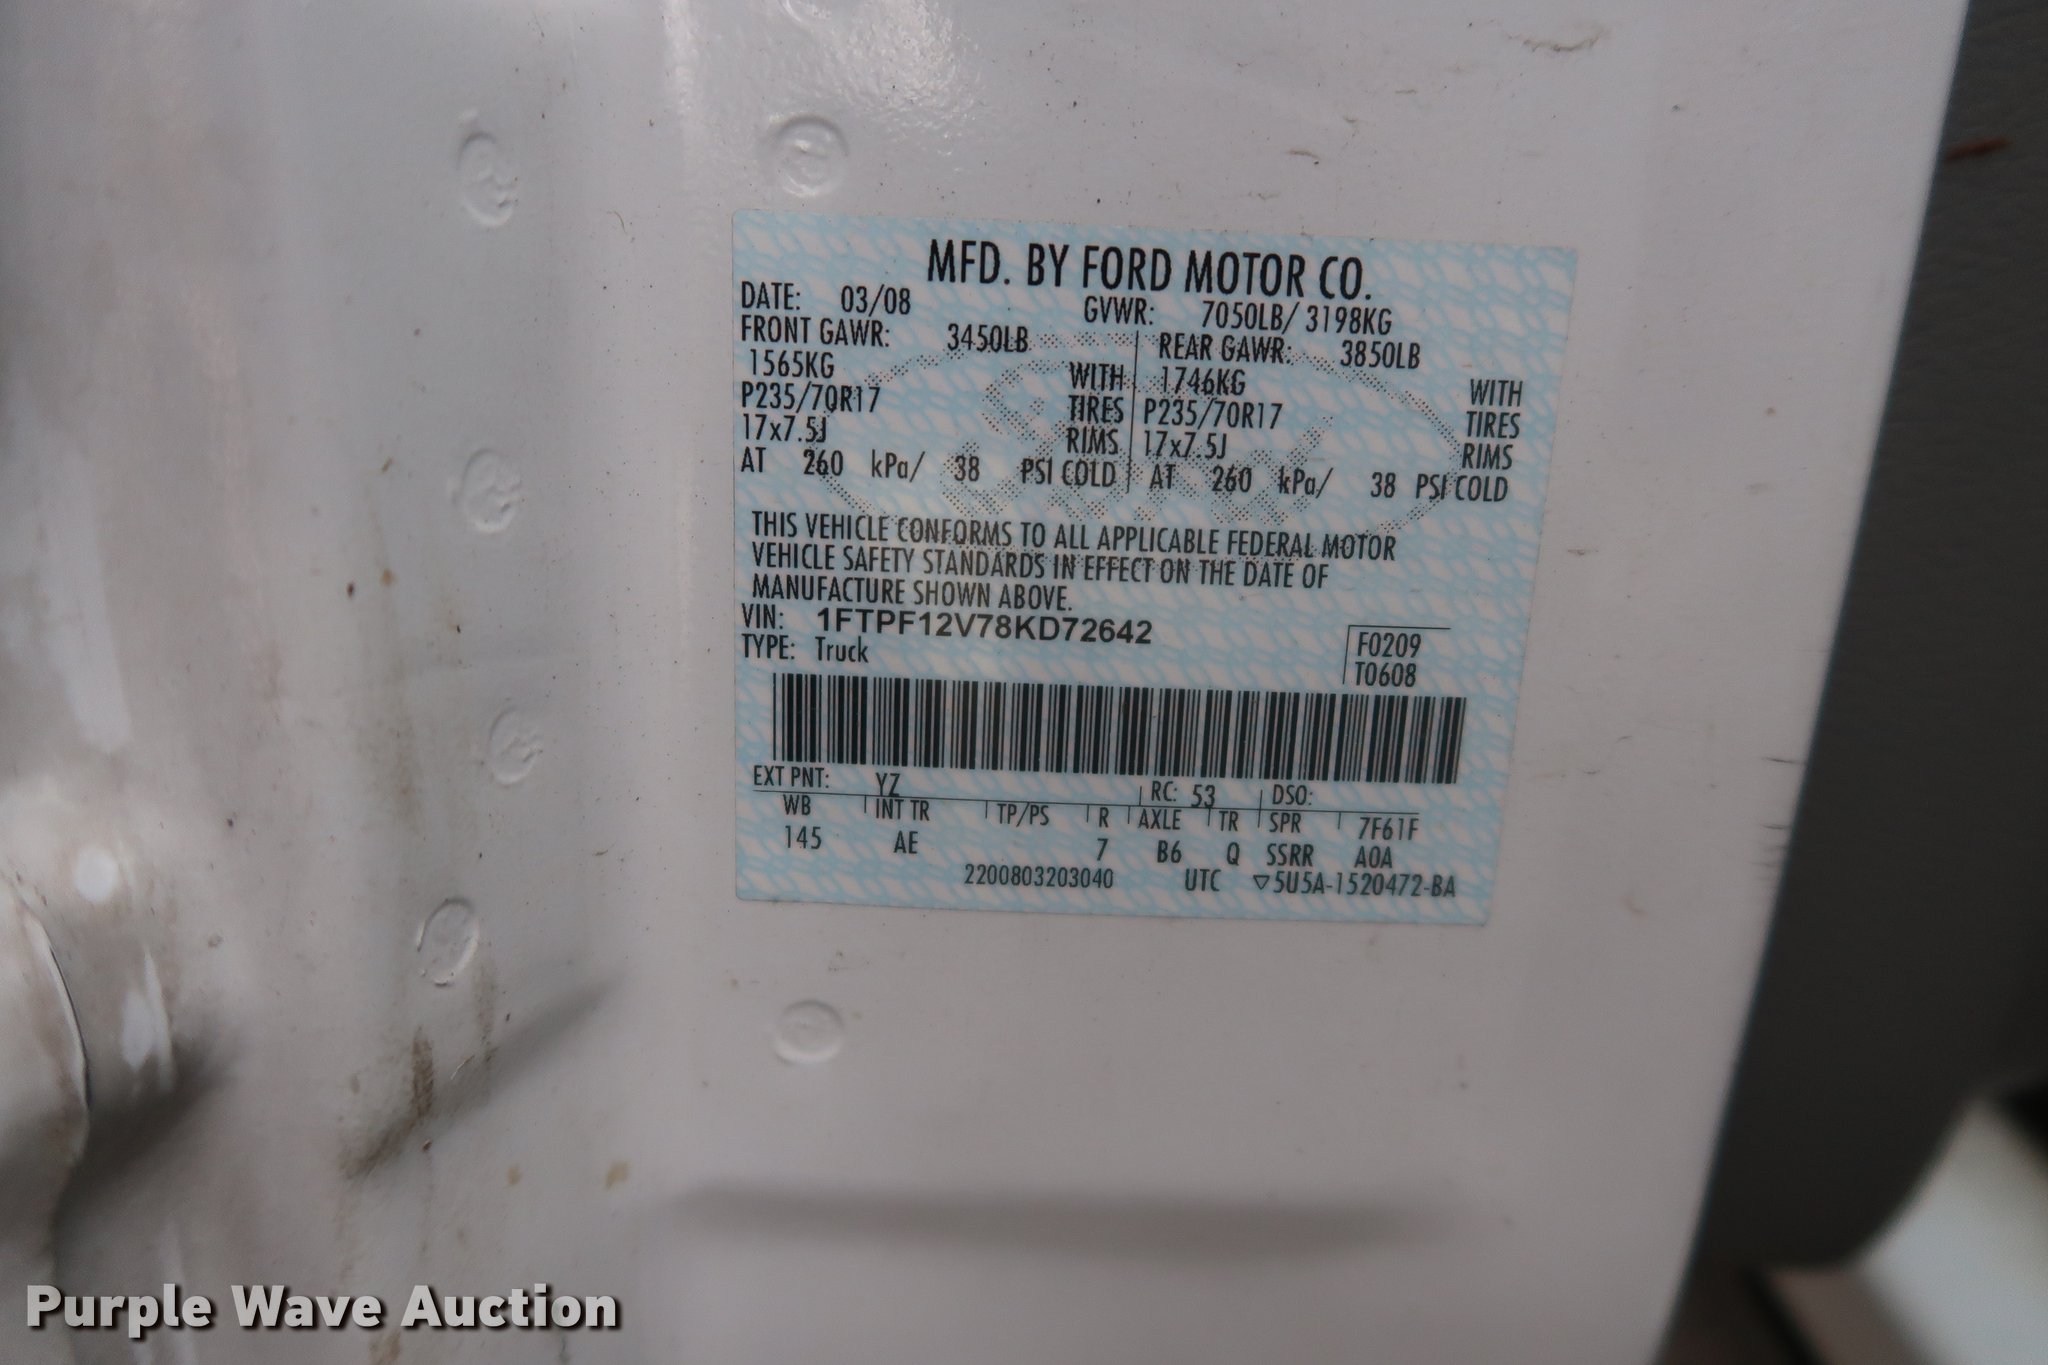 MFD. BY FORD MOTOR CO.
DATE: 03/08 GVWR: 7050LB/ 3198KG
FRONT GAWR: 3450LB REAR GAWR: 3850LB
1565KG WITH 1746KG WITH
P235/70R17 TIRES P235/70R17 TIRES
17x7.5J RIMS 17x7.5J RIMS
AT 260 kPa/ 38 PSI COLD AT 260 kPa/ 38 PSI COLD
THIS VEHICLE CONFORMS TO ALL APPLICABLE FEDERAL MOTOR
VEHICLE SAFETY STANDARDS IN EFFECT ON THE DATE OF
MANUFACTURE SHOWN ABOVE.
VIN: 1FTPF12V78KD72642 F0209
TYPE: Truck T0608
EXT PNT: YZ RC: 53 DSO:
WB INT TR TP/PS R AXLE TR SPR 7F61F
145 AE 7 B6 Q SSRR A0A
2200803203040 UTC ▽5U5A-1520472-BA
Purple Wave Auction